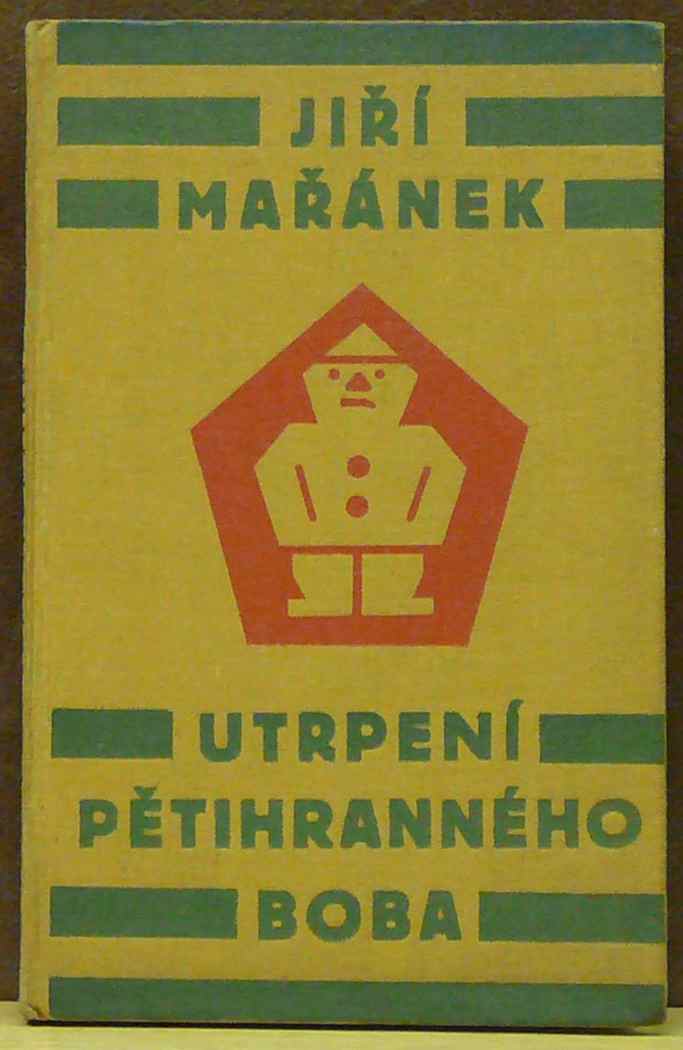 JIŘÍ
MAŘÁNEK
UTRPENÍ
PĚTIHRANNÉHO
BOBA